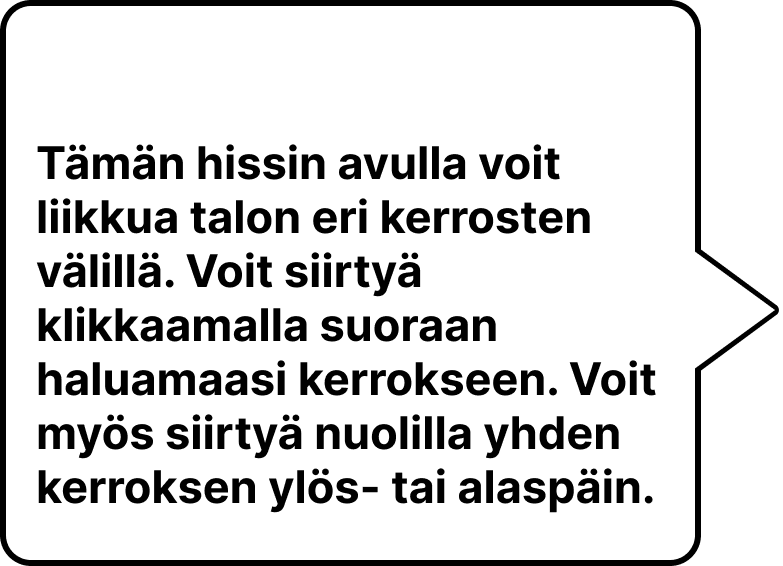 Tämän hissin avulla voit
liikkua talon eri kerrosten
välillä. Voit siirtyä
klikkaamalla suoraan
haluamaasi kerrokseen. Voit
myös siirtyä nuolilla yhden
kerroksen ylös- tai alaspäin.